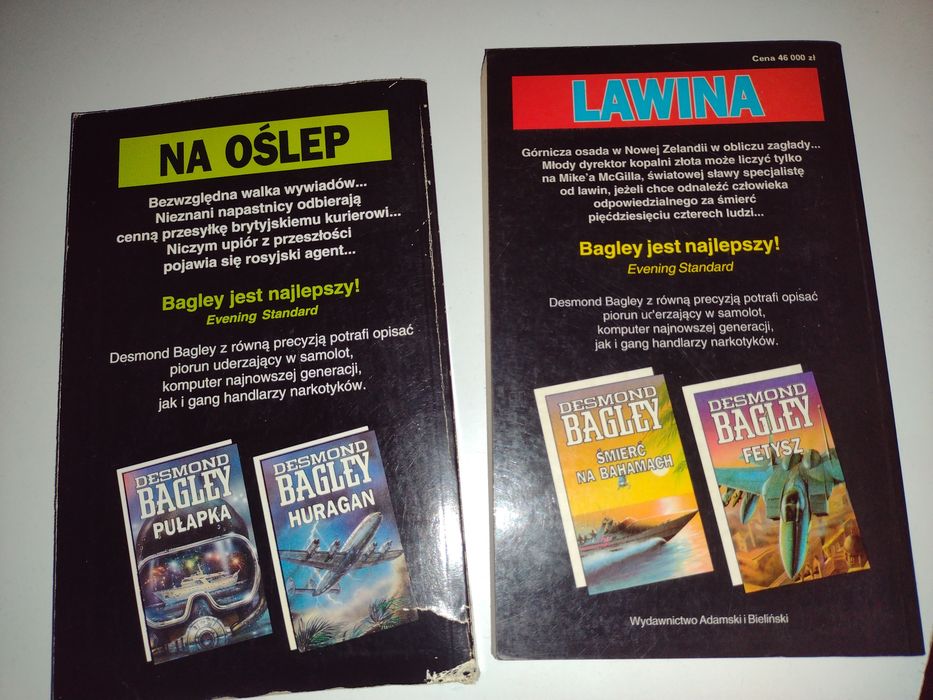 NA OŚLEP
Bezwzględna walka wywiadów...
Nieznani napastnicy odbierają
cenną przesyłkę brytyjskiemu kurierowi...
Niczym upiór z przeszłości
pojawia się rosyjski agent...
Bagley jest najlepszy!
Evening Standard
Desmond Bagley z równą precyzją potrafi opisać
piorun uderzający w samolot,
komputer najnowszej generacji,
jak i gang handlarzy narkotyków.
DESMOND
BAGLEY
PUŁAPKA
DESMOND
BAGLEY
HURAGAN
Cena 46 000 zł
LAWINA
Górnicza osada w Nowej Zelandii w obliczu zagłady...
Młody dyrektor kopalni złota może liczyć tylko
na Mike'a McGilla, światowej sławy specjalistę
od lawin, jeżeli chce odnaleźć człowieka
odpowiedzialnego za śmierć
pięćdziesięciu czterech ludzi...
Bagley jest najlepszy!
Evening Standard
Desmond Bagley z równą precyzją potrafi opisać
piorun uc'erzający w samolot,
komputer najnowszej generacji,
jak i gang handlarzy narkotyków.
DESMOND
BAGLEY
ŚMIERĆ
NA BAHAMACH
DESMOND
BAGLEY
FETYSZ
Wydawnictwo Adamski i Bieliński